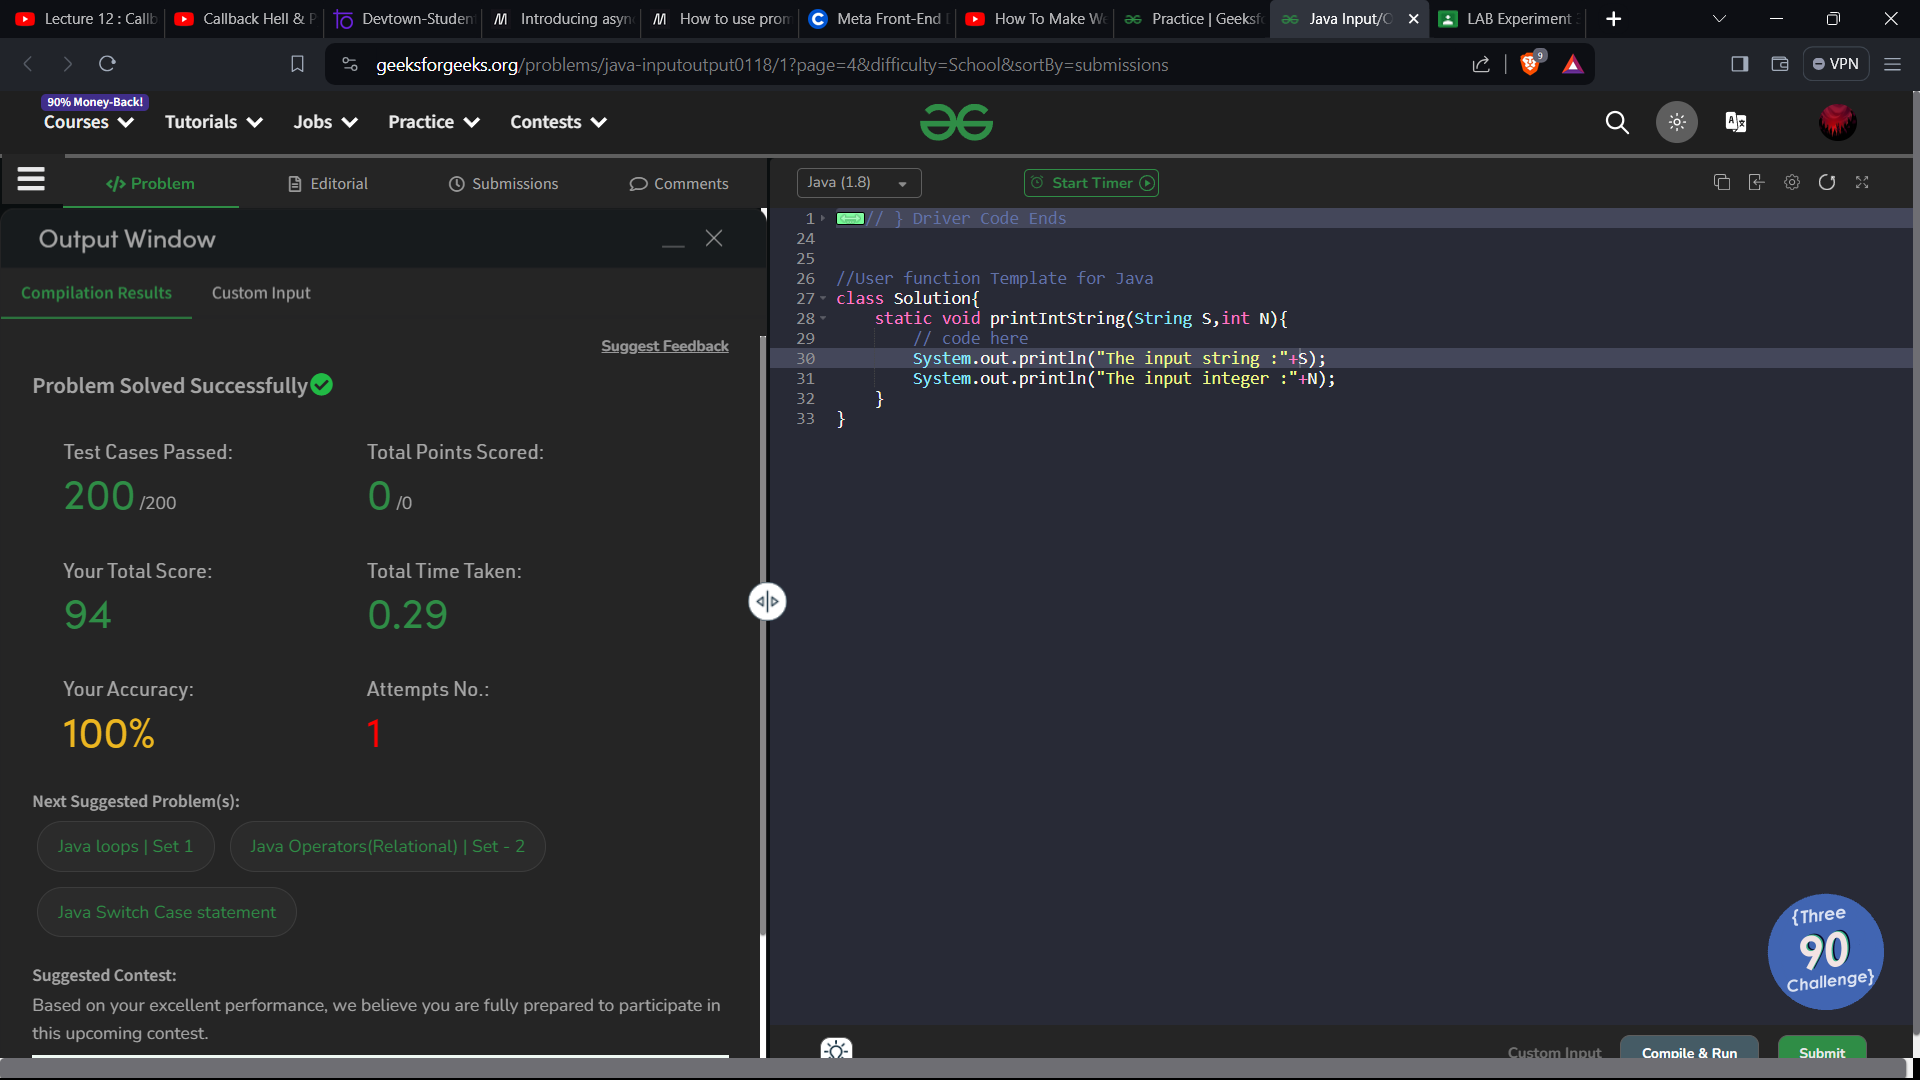 Lecture 12 : Callb
Callback Hell & P
Devtown-Student
Introducing asyn
How to use prom
Meta Front-End D
How To Make We
Practice | Geeksfo
Java Input/O
LAB Experiment 3
geeksforgeeks.org/problems/java-inputoutput0118/1?page=4&difficulty=School&sortBy=submissions
9
VPN
90% Money-Back!
Courses
Tutorials
Jobs
Practice
Contests
</> Problem
Editorial
Submissions
Comments
Output Window
Compilation Results
Custom Input
Suggest Feedback
Problem Solved Successfully
Test Cases Passed:
200 /200
Total Points Scored:
0 /0
Your Total Score:
94
Total Time Taken:
0.29
Your Accuracy:
100%
Attempts No.:
1
Next Suggested Problem(s):
Java loops | Set 1
Java Operators(Relational) | Set - 2
Java Switch Case statement
Suggested Contest:
Based on your excellent performance, we believe you are fully prepared to participate in
this upcoming contest.
Java (1.8)
Start Timer
1 // } Driver Code Ends
24
25
26 //User function Template for Java
27 class Solution{
28 static void printIntString(String S,int N){
29 // code here
30 System.out.println("The input string :"+S);
31 System.out.println("The input integer :"+N);
32 }
33 }
{Three
90
Challenge}
Custom Input
Compile & Run
Submit